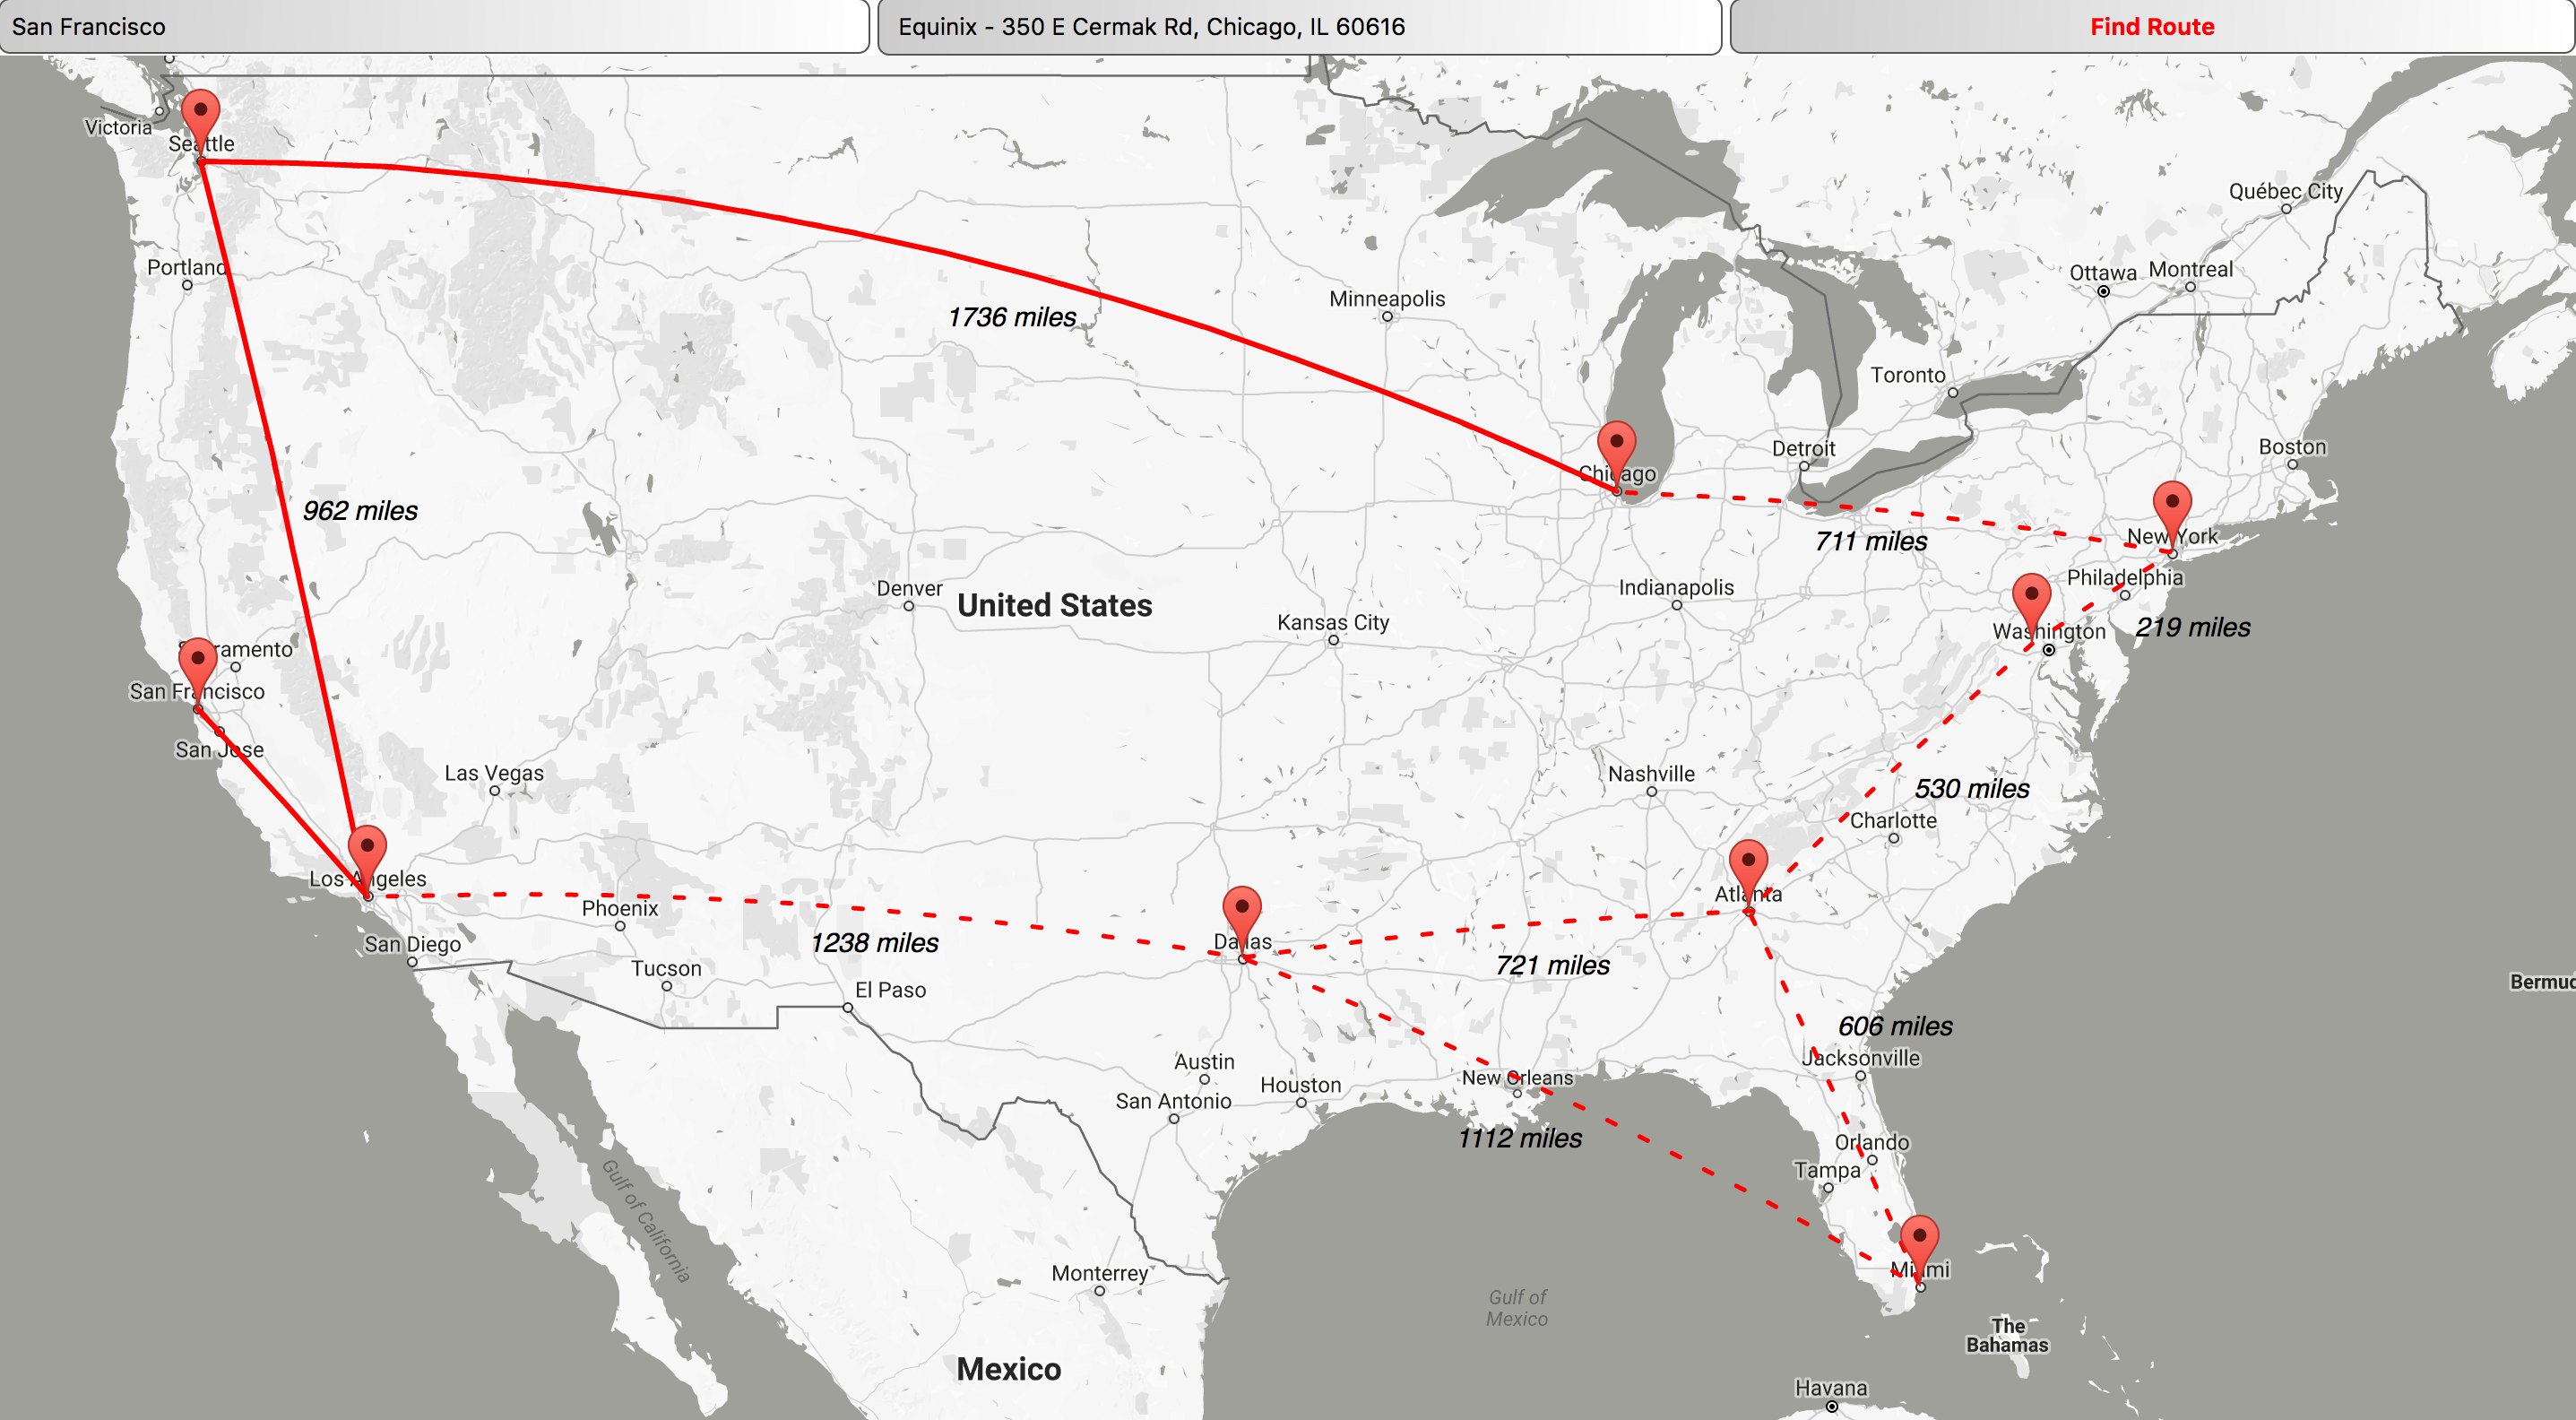 San Francisco
Equinix - 350 E Cermak Rd, Chicago, IL 60616
Find Route
Victoria
Seattle
Québec City
Portland
Ottawa
Montreal
Minneapolis
1736 miles
Toronto
Boston
Detroit
Chicago
962 miles
New York
711 miles
Philadelphia
Denver
United States
Indianapolis
Kansas City
Washington
219 miles
Sacramento
San Francisco
San Jose
Las Vegas
Nashville
530 miles
Charlotte
Los Angeles
Atlanta
Phoenix
San Diego
1238 miles
Dallas
721 miles
Tucson
Bermud
El Paso
606 miles
Jacksonville
Austin
New Orleans
Houston
San Antonio
1112 miles
Orlando
Tampa
Gulf of California
Miami
Monterrey
Gulf of
Mexico
The
Bahamas
Mexico
Havana